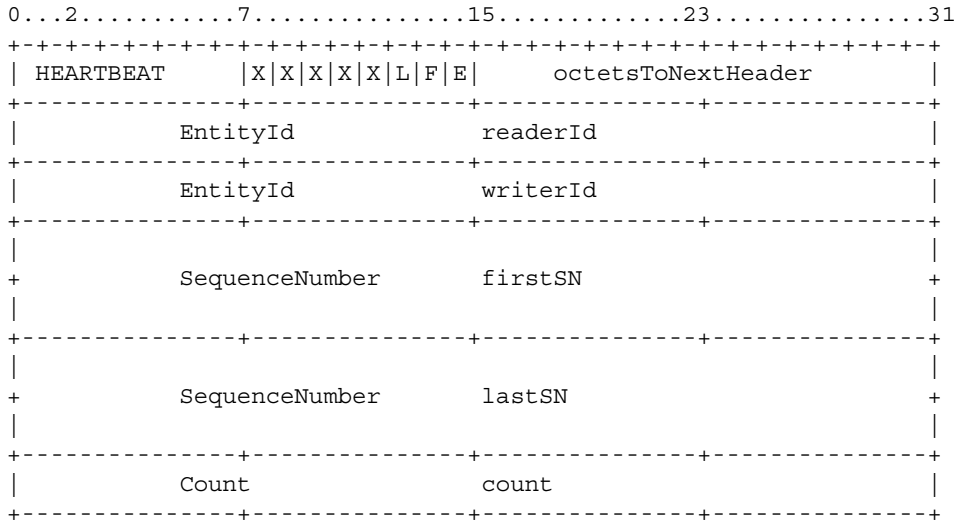 0...2...........7...............15.............23...............31
+-+-+-+-+-+-+-+-+-+-+-+-+-+-+-+-+-+-+-+-+-+-+-+-+-+-+-+-+-+-+-+-+
| HEARTBEAT |X|X|X|X|X|L|F|E| octetsToNextHeader |
+---------------+---------------+---------------+---------------+
| EntityId readerId |
+---------------+---------------+---------------+---------------+
| EntityId writerId |
+---------------+---------------+---------------+---------------+
| |
+ SequenceNumber firstSN +
| |
+---------------+---------------+---------------+---------------+
| |
+ SequenceNumber lastSN +
| |
+---------------+---------------+---------------+---------------+
| Count count |
+---------------+---------------+---------------+---------------+